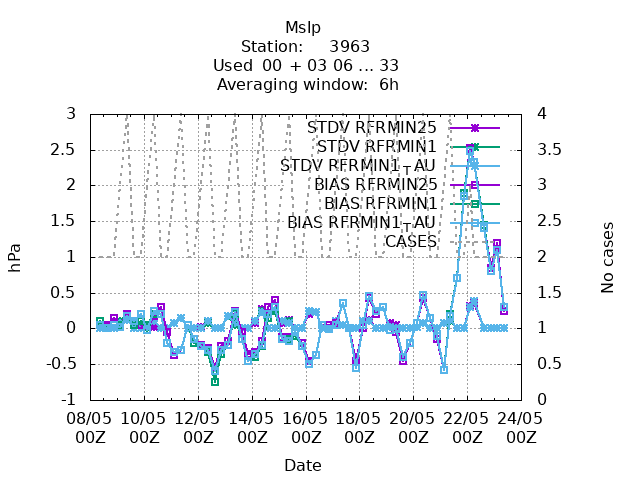 Mslp
Station: 3963
Used 00 + 03 06 ... 33
Averaging window: 6h
3 4
STDV RFRMIN25
STDV RFRMIN1
2.5 3.5
STDV RFRMIN1_AU
BIAS RFRMIN25
2 3
BIAS RFRMIN1
BIAS RFRMIN1_AU
1.5 2.5
CASES
1 2
hPa
No cases
0.5 1.5
0 1
-0.5 0.5
-1 0
08/05 10/05 12/05 14/05 16/05 18/05 20/05 22/05 24/05
00Z 00Z 00Z 00Z 00Z 00Z 00Z 00Z 00Z
Date